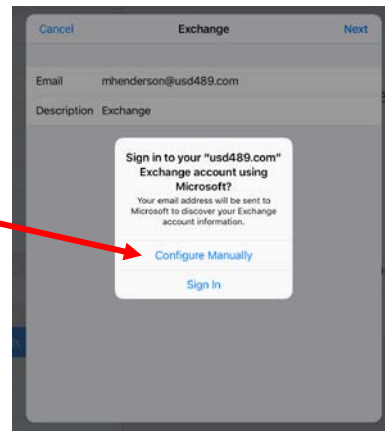 Cancel Exchange Next
Email mhenderson@usd489.com
Description Exchange
Sign in to your "usd489.com"
Exchange account using
Microsoft?
Your email address will be sent to
Microsoft to discover your Exchange
account information.
Configure Manually
Sign In